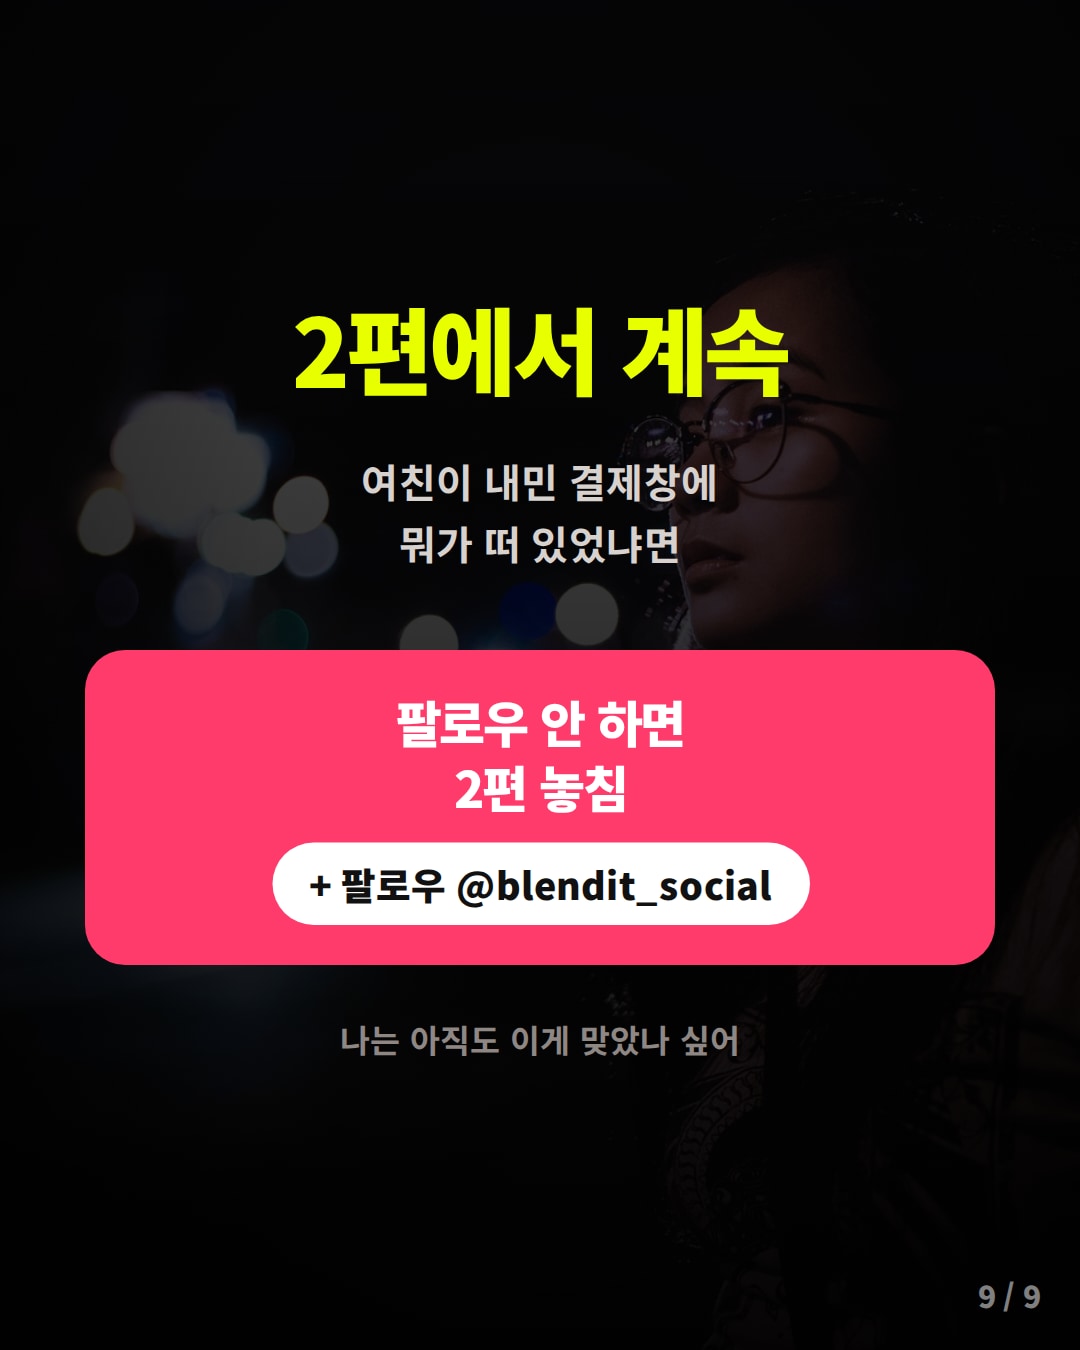 2편에서 계속
여친이 내민 결제창에
뭐가 떠 있었냐면
팔로우 안 하면
2편 놓침
+ 팔로우 @blendit_social
나는 아직도 이게 맞았나 싶어
9 / 9